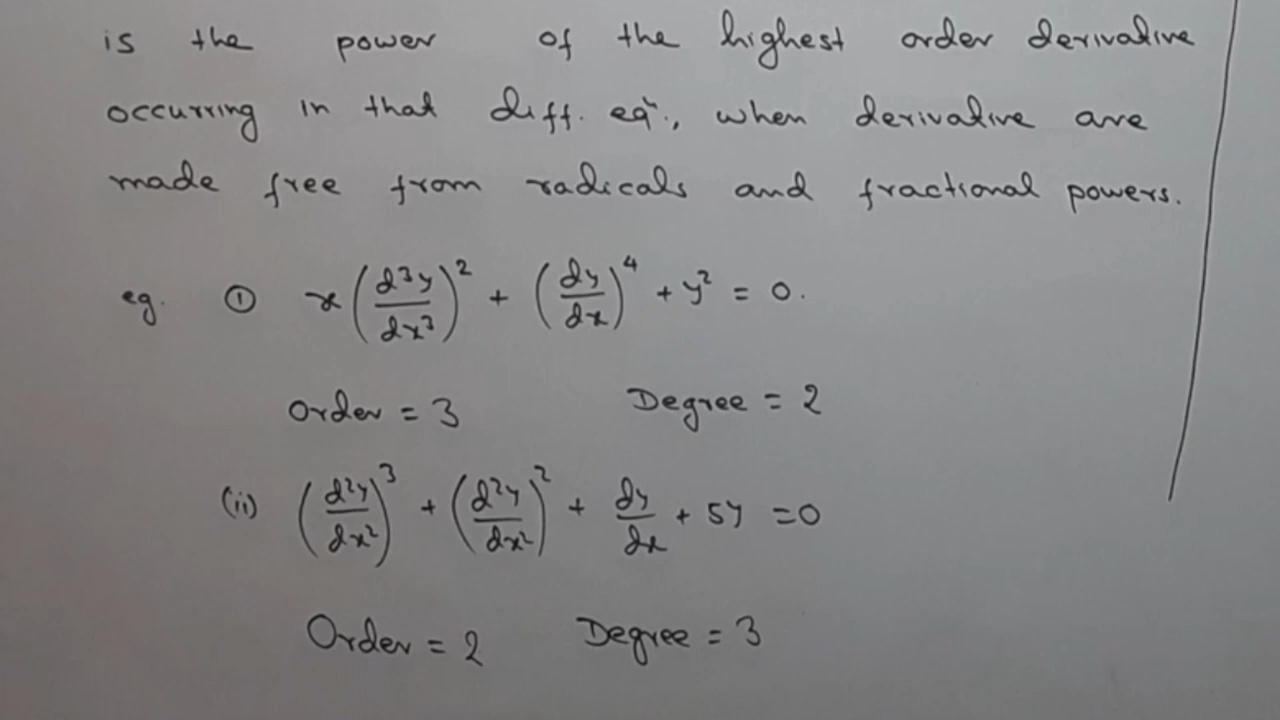 is the power of the highest order derivative
occurring in that diff. eqⁿ., when derivative are
made free from radicals and fractional powers.
eg. ① x(d³y/dx³)² + (dy/dx)⁴ + y² = 0.
Order = 3 Degree = 2
(ii) (d²y/dx²)³ + (d²y/dx²)² + dy/dx + 5y = 0
Order = 2 Degree = 3